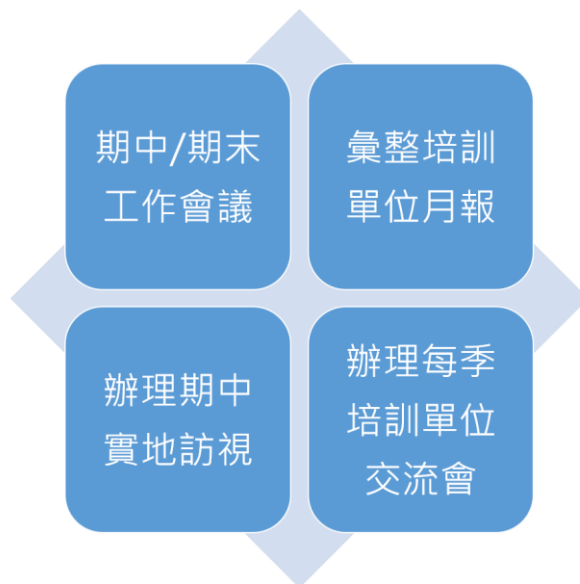 期中/期末
工作會議
彙整培訓
單位月報
辦理期中
實地訪視
辦理每季
培訓單位
交流會